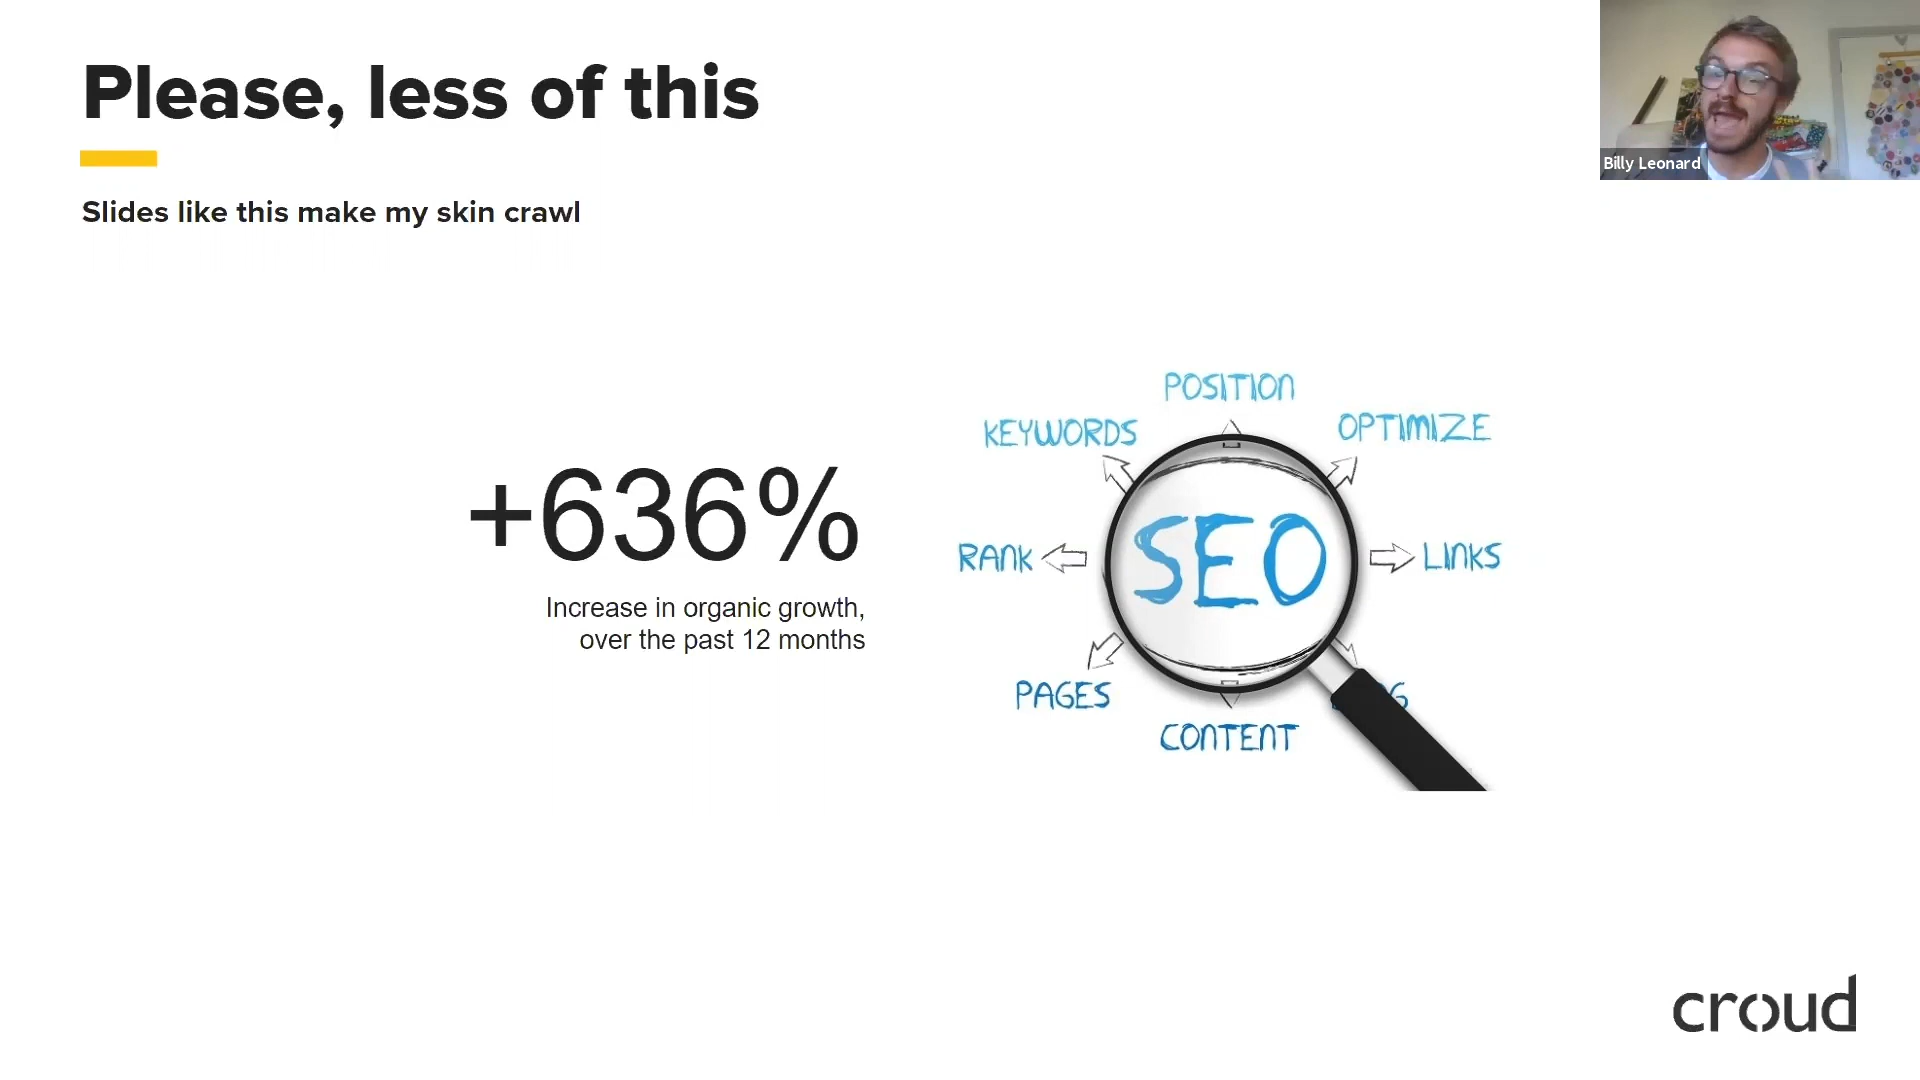 Please, less of this
Billy Leonard
Slides like this make my skin crawl
+636%
Increase in organic growth,
over the past 12 months
POSITION
KEYWORDS
OPTIMIZE
SEO
RANK
LINKS
PAGES
CONTENT
croud